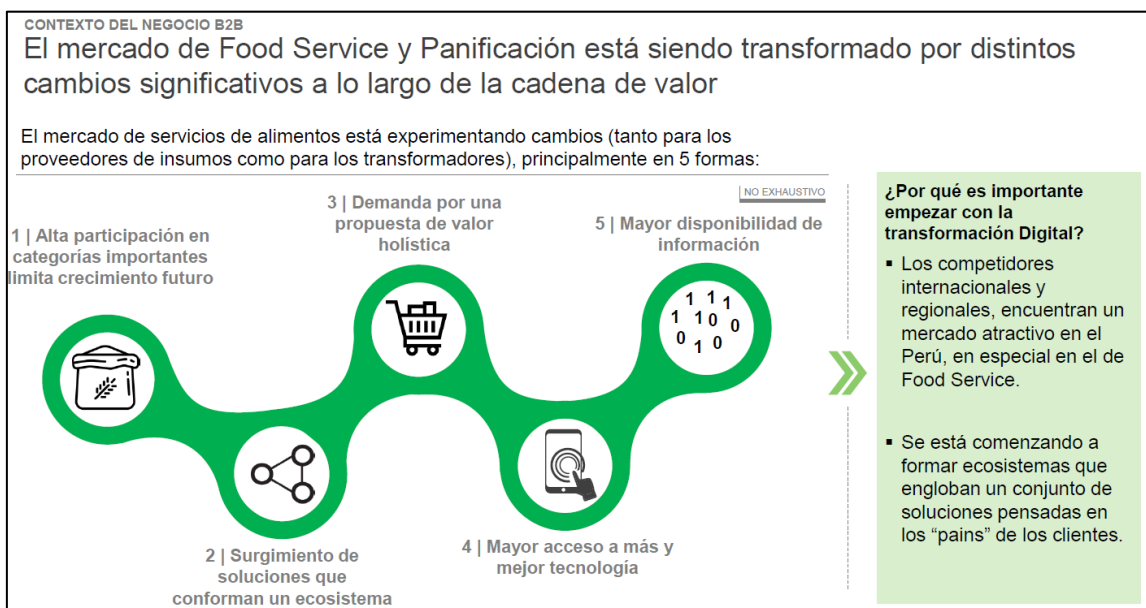 CONTEXTO DEL NEGOCIO B2B
El mercado de Food Service y Panificación está siendo transformado por distintos
cambios significativos a lo largo de la cadena de valor
El mercado de servicios de alimentos está experimentando cambios (tanto para los
proveedores de insumos como para los transformadores), principalmente en 5 formas:
NO EXHAUSTIVO
1 | Alta participación en
categorías importantes
limita crecimiento futuro
2 | Surgimiento de
soluciones que
conforman un ecosistema
3 | Demanda por una
propuesta de valor
holística
4 | Mayor acceso a más y
mejor tecnología
5 | Mayor disponibilidad de
información
1 1 1
1 1 0 0
0 1 0
¿Por qué es importante
empezar con la
transformación Digital?
▪ Los competidores
internacionales y
regionales, encuentran un
mercado atractivo en el
Perú, en especial en el de
Food Service.
▪ Se está comenzando a
formar ecosistemas que
engloban un conjunto de
soluciones pensadas en
los “pains” de los clientes.